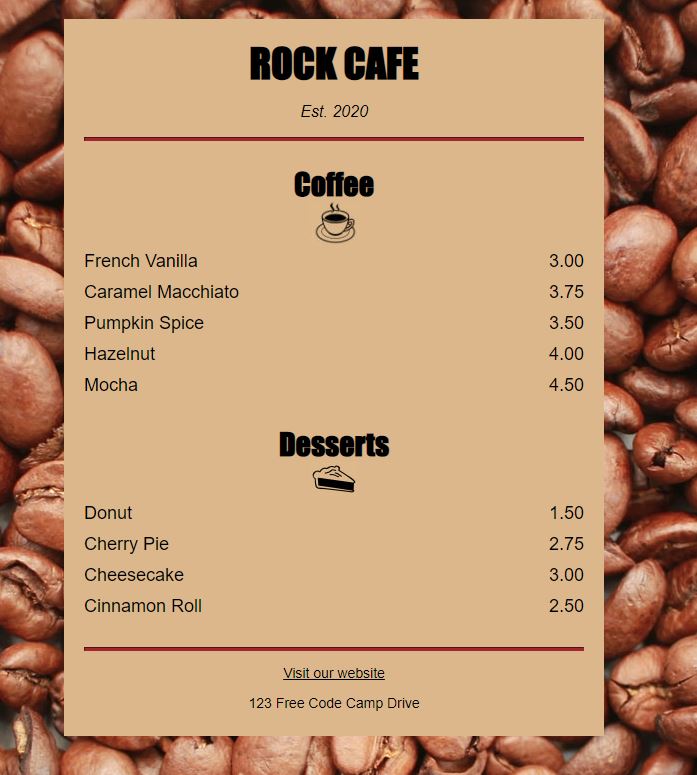 ROCK CAFE
Est. 2020
Coffee
French Vanilla 3.00
Caramel Macchiato 3.75
Pumpkin Spice 3.50
Hazelnut 4.00
Mocha 4.50
Desserts
Donut 1.50
Cherry Pie 2.75
Cheesecake 3.00
Cinnamon Roll 2.50
Visit our website
123 Free Code Camp Drive